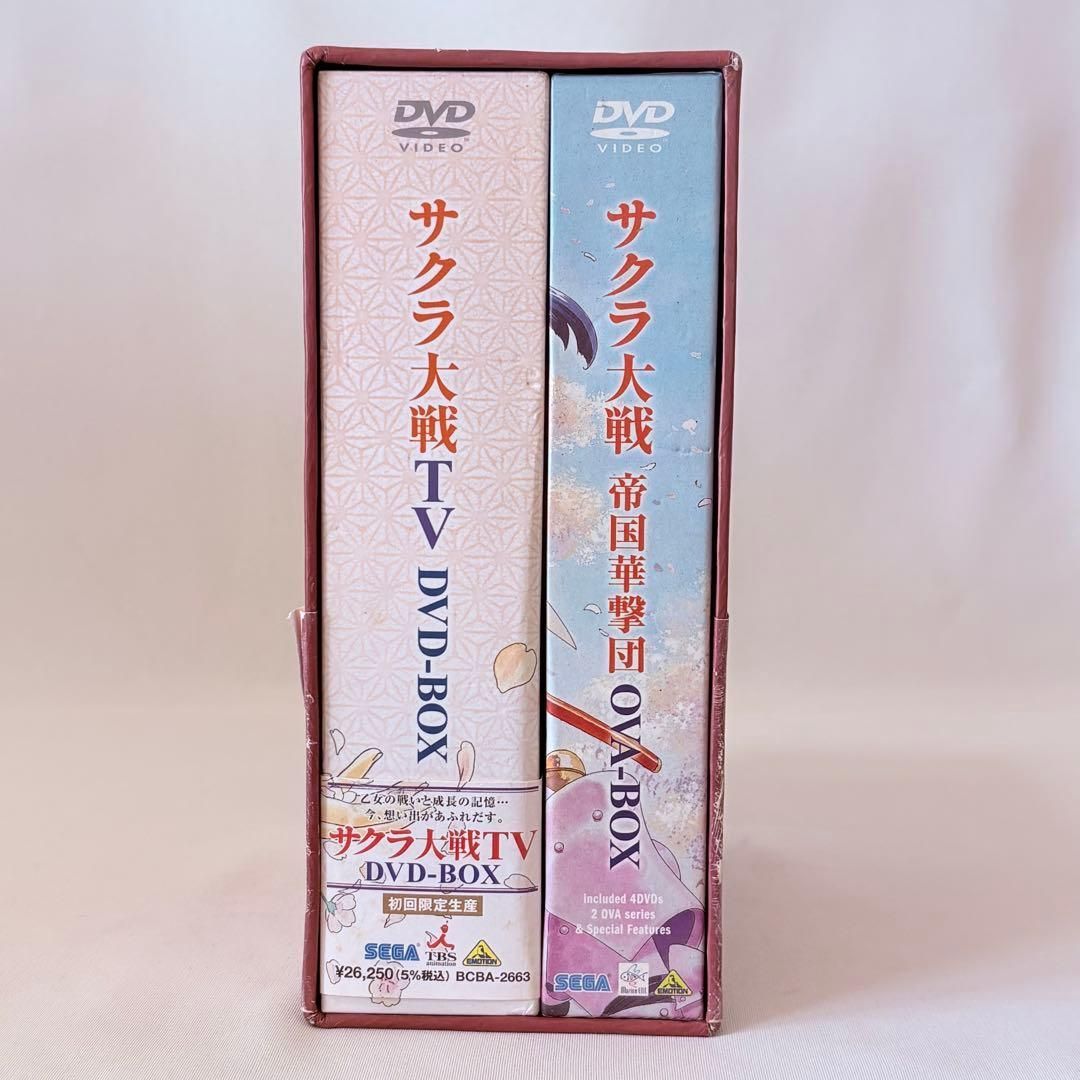 DVD
VIDEO
サクラ大戦TV DVD-BOX
乙女の戦いと成長の記憶…
今、想い出があふれだす。
サクラ大戦TV
DVD-BOX
初回限定生産
SEGA
TBS
animation
EMOTION
¥26,250(5%税込) BCBA-2663
DVD
VIDEO
サクラ大戦 帝国華撃団 OVA-BOX
included 4DVDs
2 OVA series
& Special Features
SEGA
Marine Ent
EMOTION